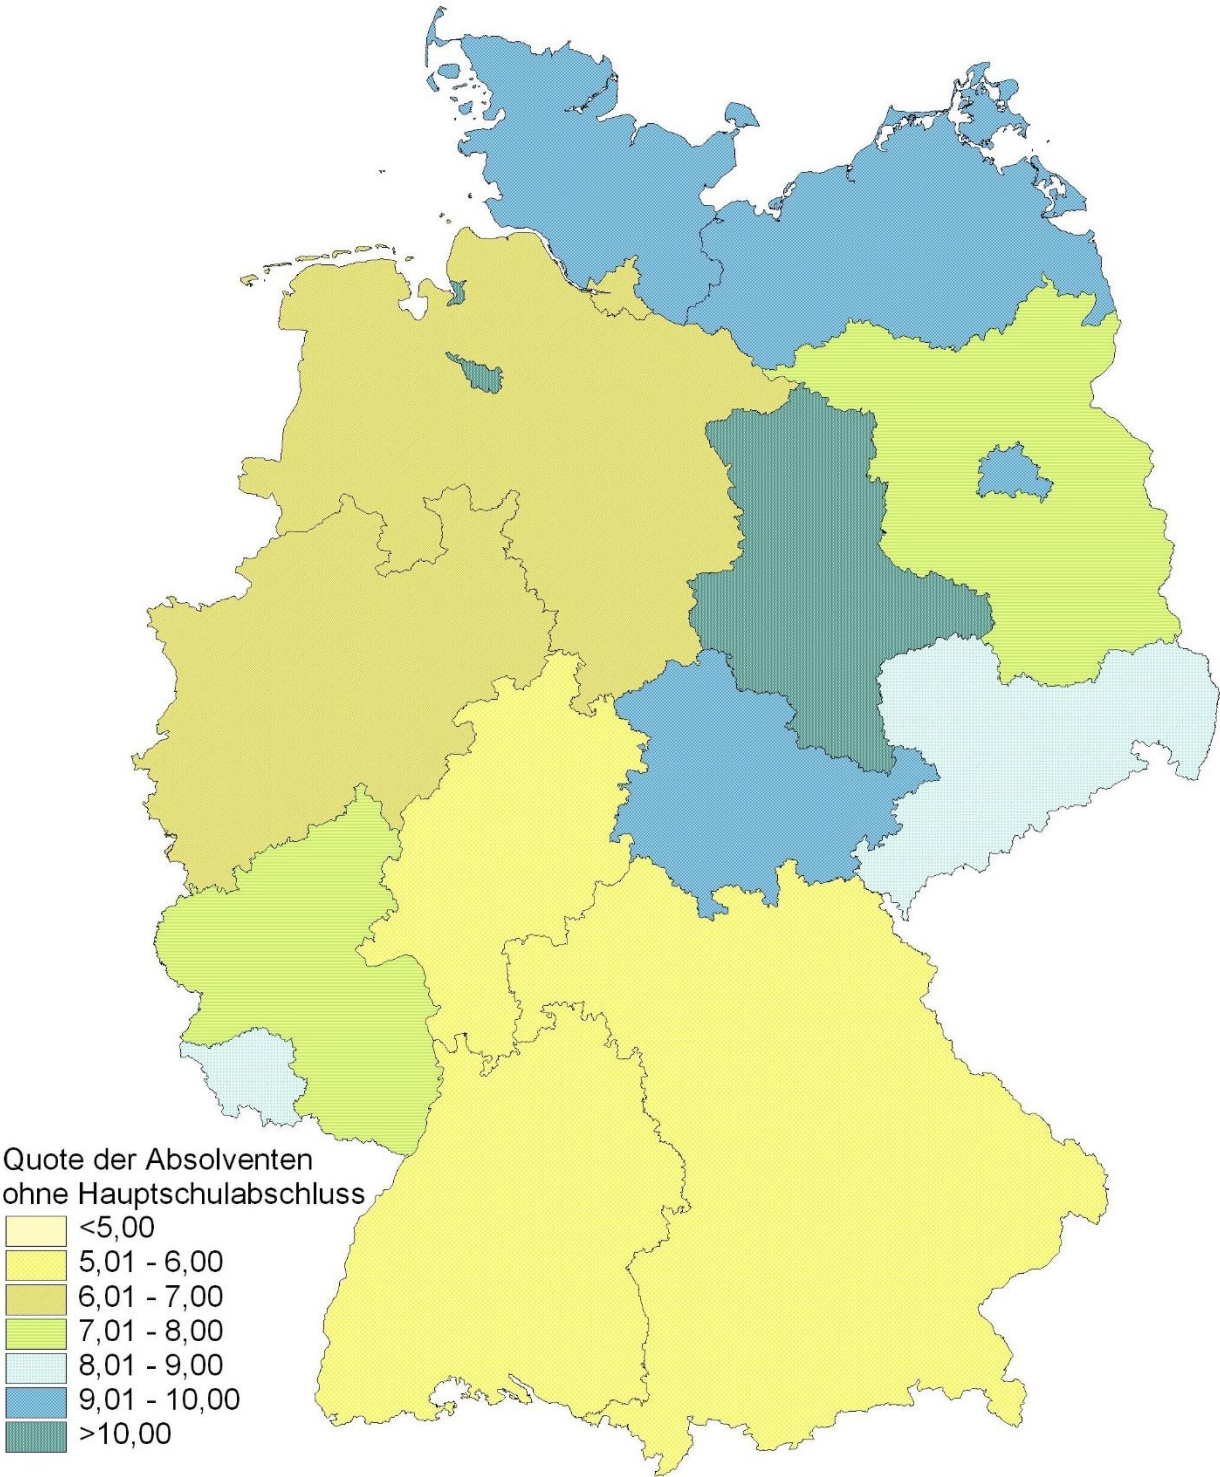 Quote der Absolventen
ohne Hauptschulabschluss
<5,00
5,01 - 6,00
6,01 - 7,00
7,01 - 8,00
8,01 - 9,00
9,01 - 10,00
>10,00